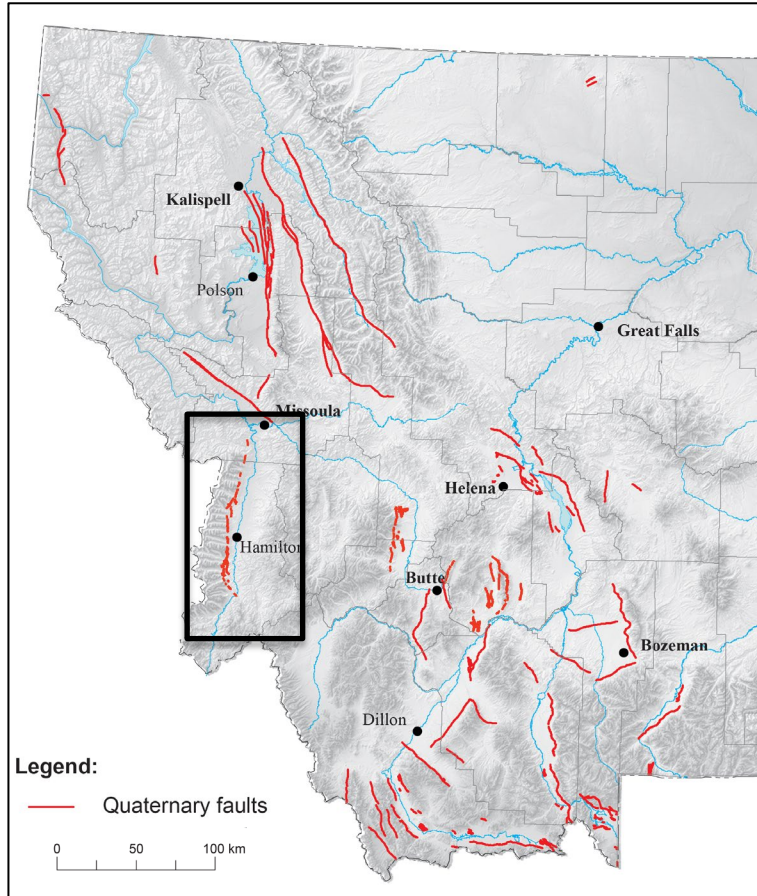 Kalispell
Polson
Great Falls
Missoula
Helena
Hamilton
Butte
Bozeman
Dillon
Legend:
Quaternary faults
0 50 100 km